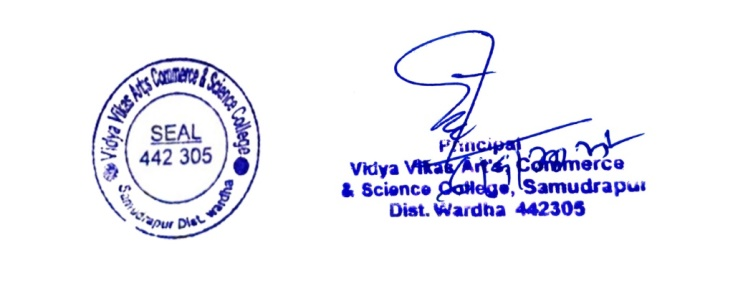 Vidya Vikas Arts Commerce & Science College
SEAL
442 305
Samudrapur Dist. wardha
Principal
Vidya Vikas Art's, Commerce
& Science College, Samudrapur
Dist. Wardha 442305